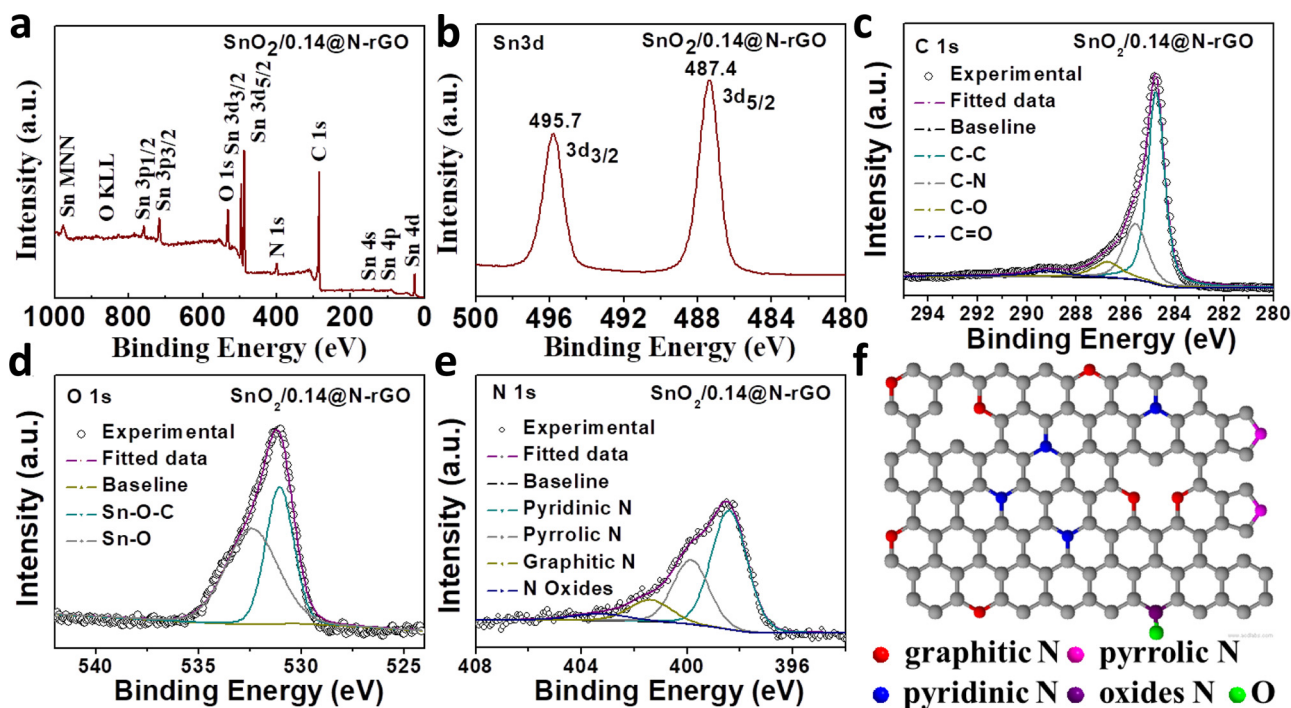 a
SnO2/0.14@N-rGO
Sn MNN
O KLL
Sn 3p1/2
Sn 3p3/2
O 1s
Sn 3d3/2
Sn 3d5/2
N 1s
C 1s
Sn 4s
Sn 4p
Sn 4d
Intensity (a.u.)
1000 800 600 400 200 0
Binding Energy (eV)
b
Sn3d
SnO2/0.14@N-rGO
487.4
3d5/2
495.7
3d3/2
Intensity (a.u.)
500 496 492 488 484 480
Binding Energy (eV)
c
C 1s
SnO2/0.14@N-rGO
Experimental
Fitted data
Baseline
C-C
C-N
C-O
C=O
Intensity (a.u.)
294 292 290 288 286 284 282 280
Binding Energy (eV)
d
O 1s
SnO2/0.14@N-rGO
Experimental
Fitted data
Baseline
Sn-O-C
Sn-O
Intensity (a.u.)
540 535 530 525
Binding Energy (eV)
e
N 1s
SnO2/0.14@N-rGO
Experimental
Fitted data
Baseline
Pyridinic N
Pyrrolic N
Graphitic N
N Oxides
Intensity (a.u.)
408 404 400 396
Binding Energy (eV)
f
graphitic N pyrrolic N
pyridinic N oxides N O